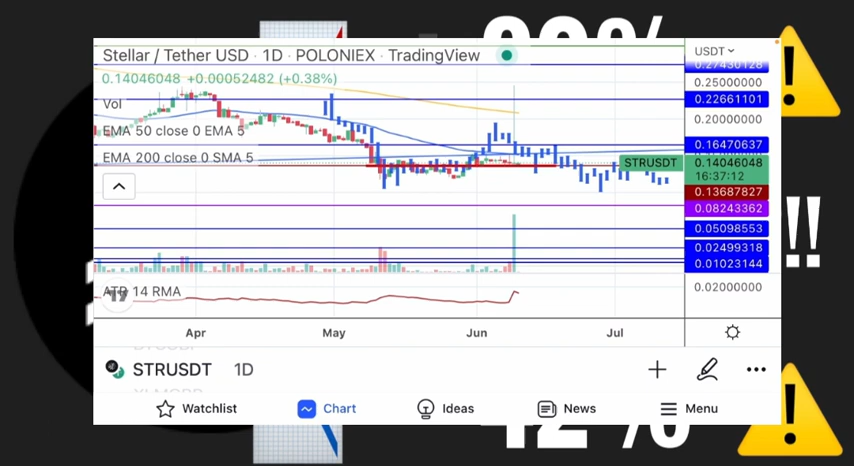 Stellar / Tether USD · 1D · POLONIEX · TradingView
USDT
0.14046048 +0.00052482 (+0.38%)
Vol
EMA 50 close 0 EMA 5
EMA 200 close 0 SMA 5
0.27430128
0.25000000
0.22661101
0.20000000
0.16470637
STRUSDT
0.14046048
16:37:12
0.13687827
0.08243362
0.05098553
0.02499318
0.01023144
!!
ATR 14 RMA
0.02000000
Apr
May
Jun
Jul
STRUSDT 1D
Watchlist
Chart
Ideas
News
Menu
42 %